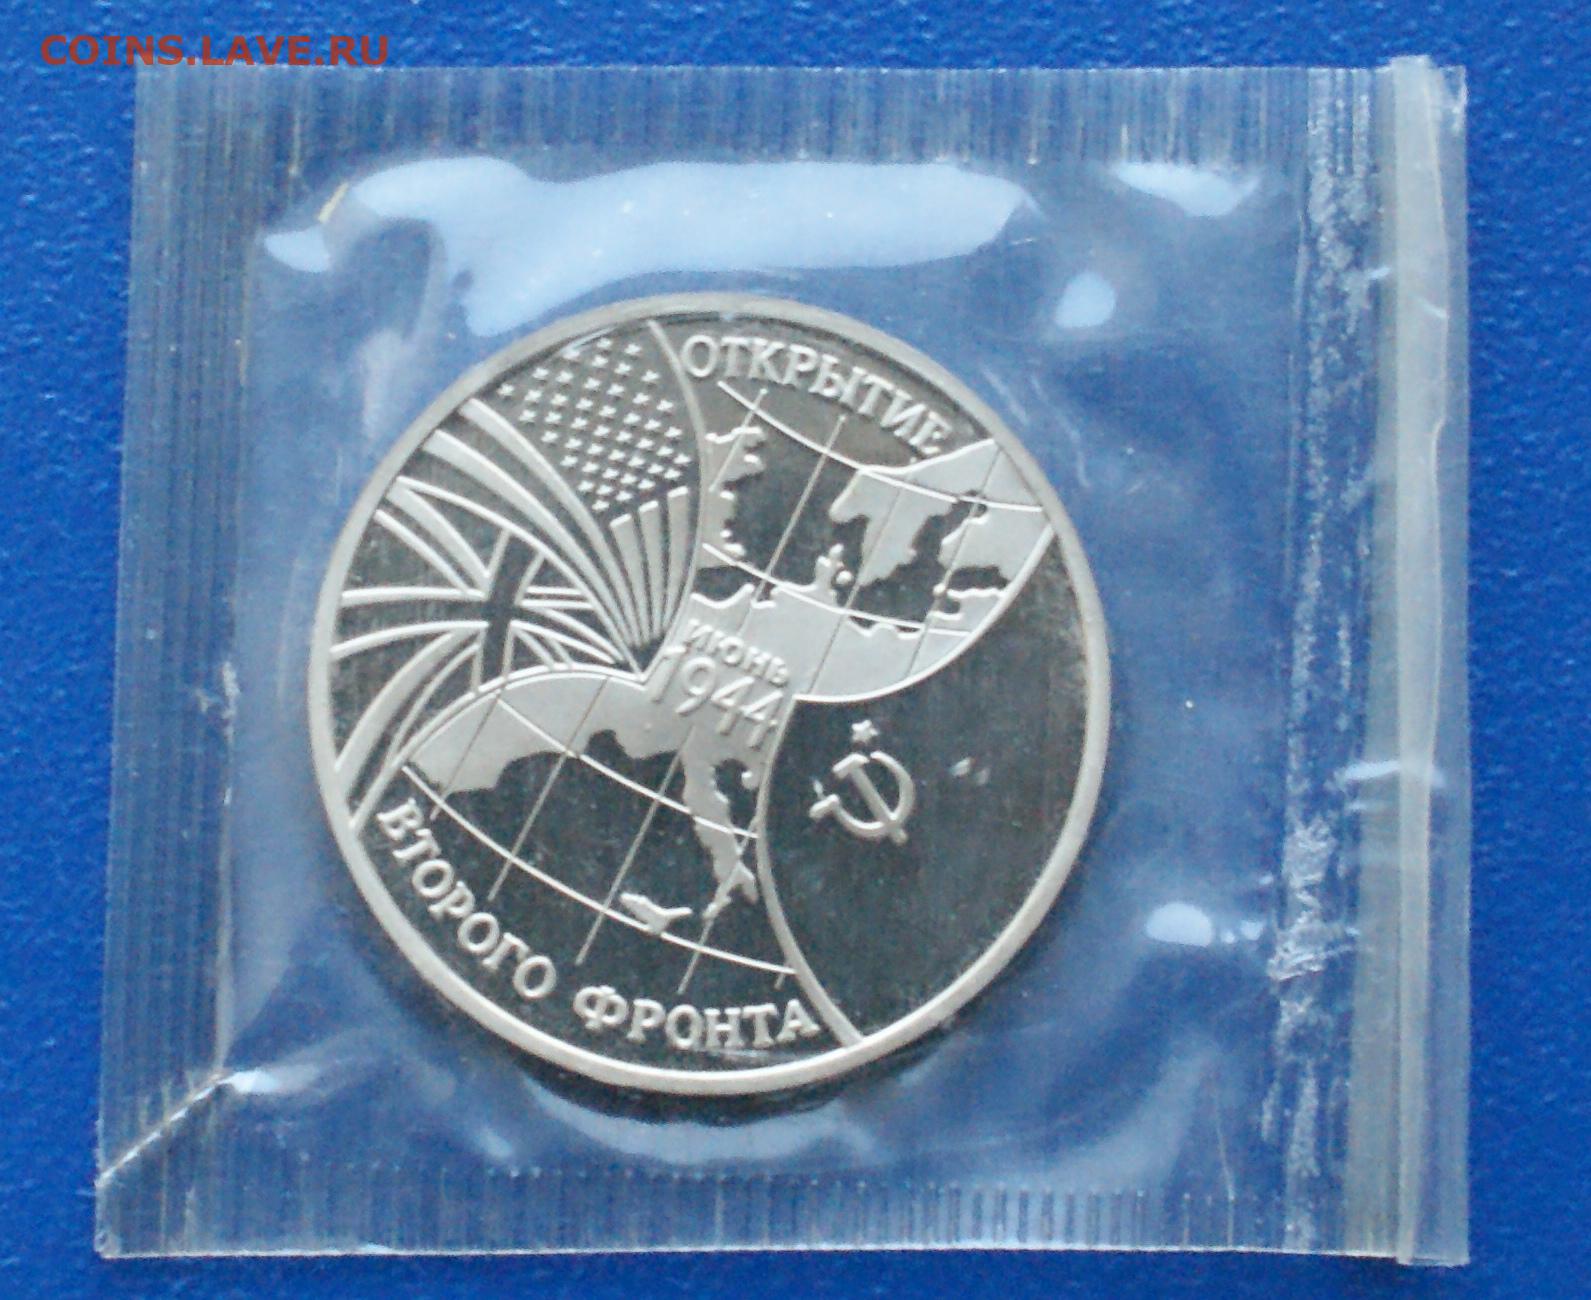 COINS.LAVE.RU
ОТКРЫТИЕ
ИЮНЬ
1944
ВТОРОГО ФРОНТА